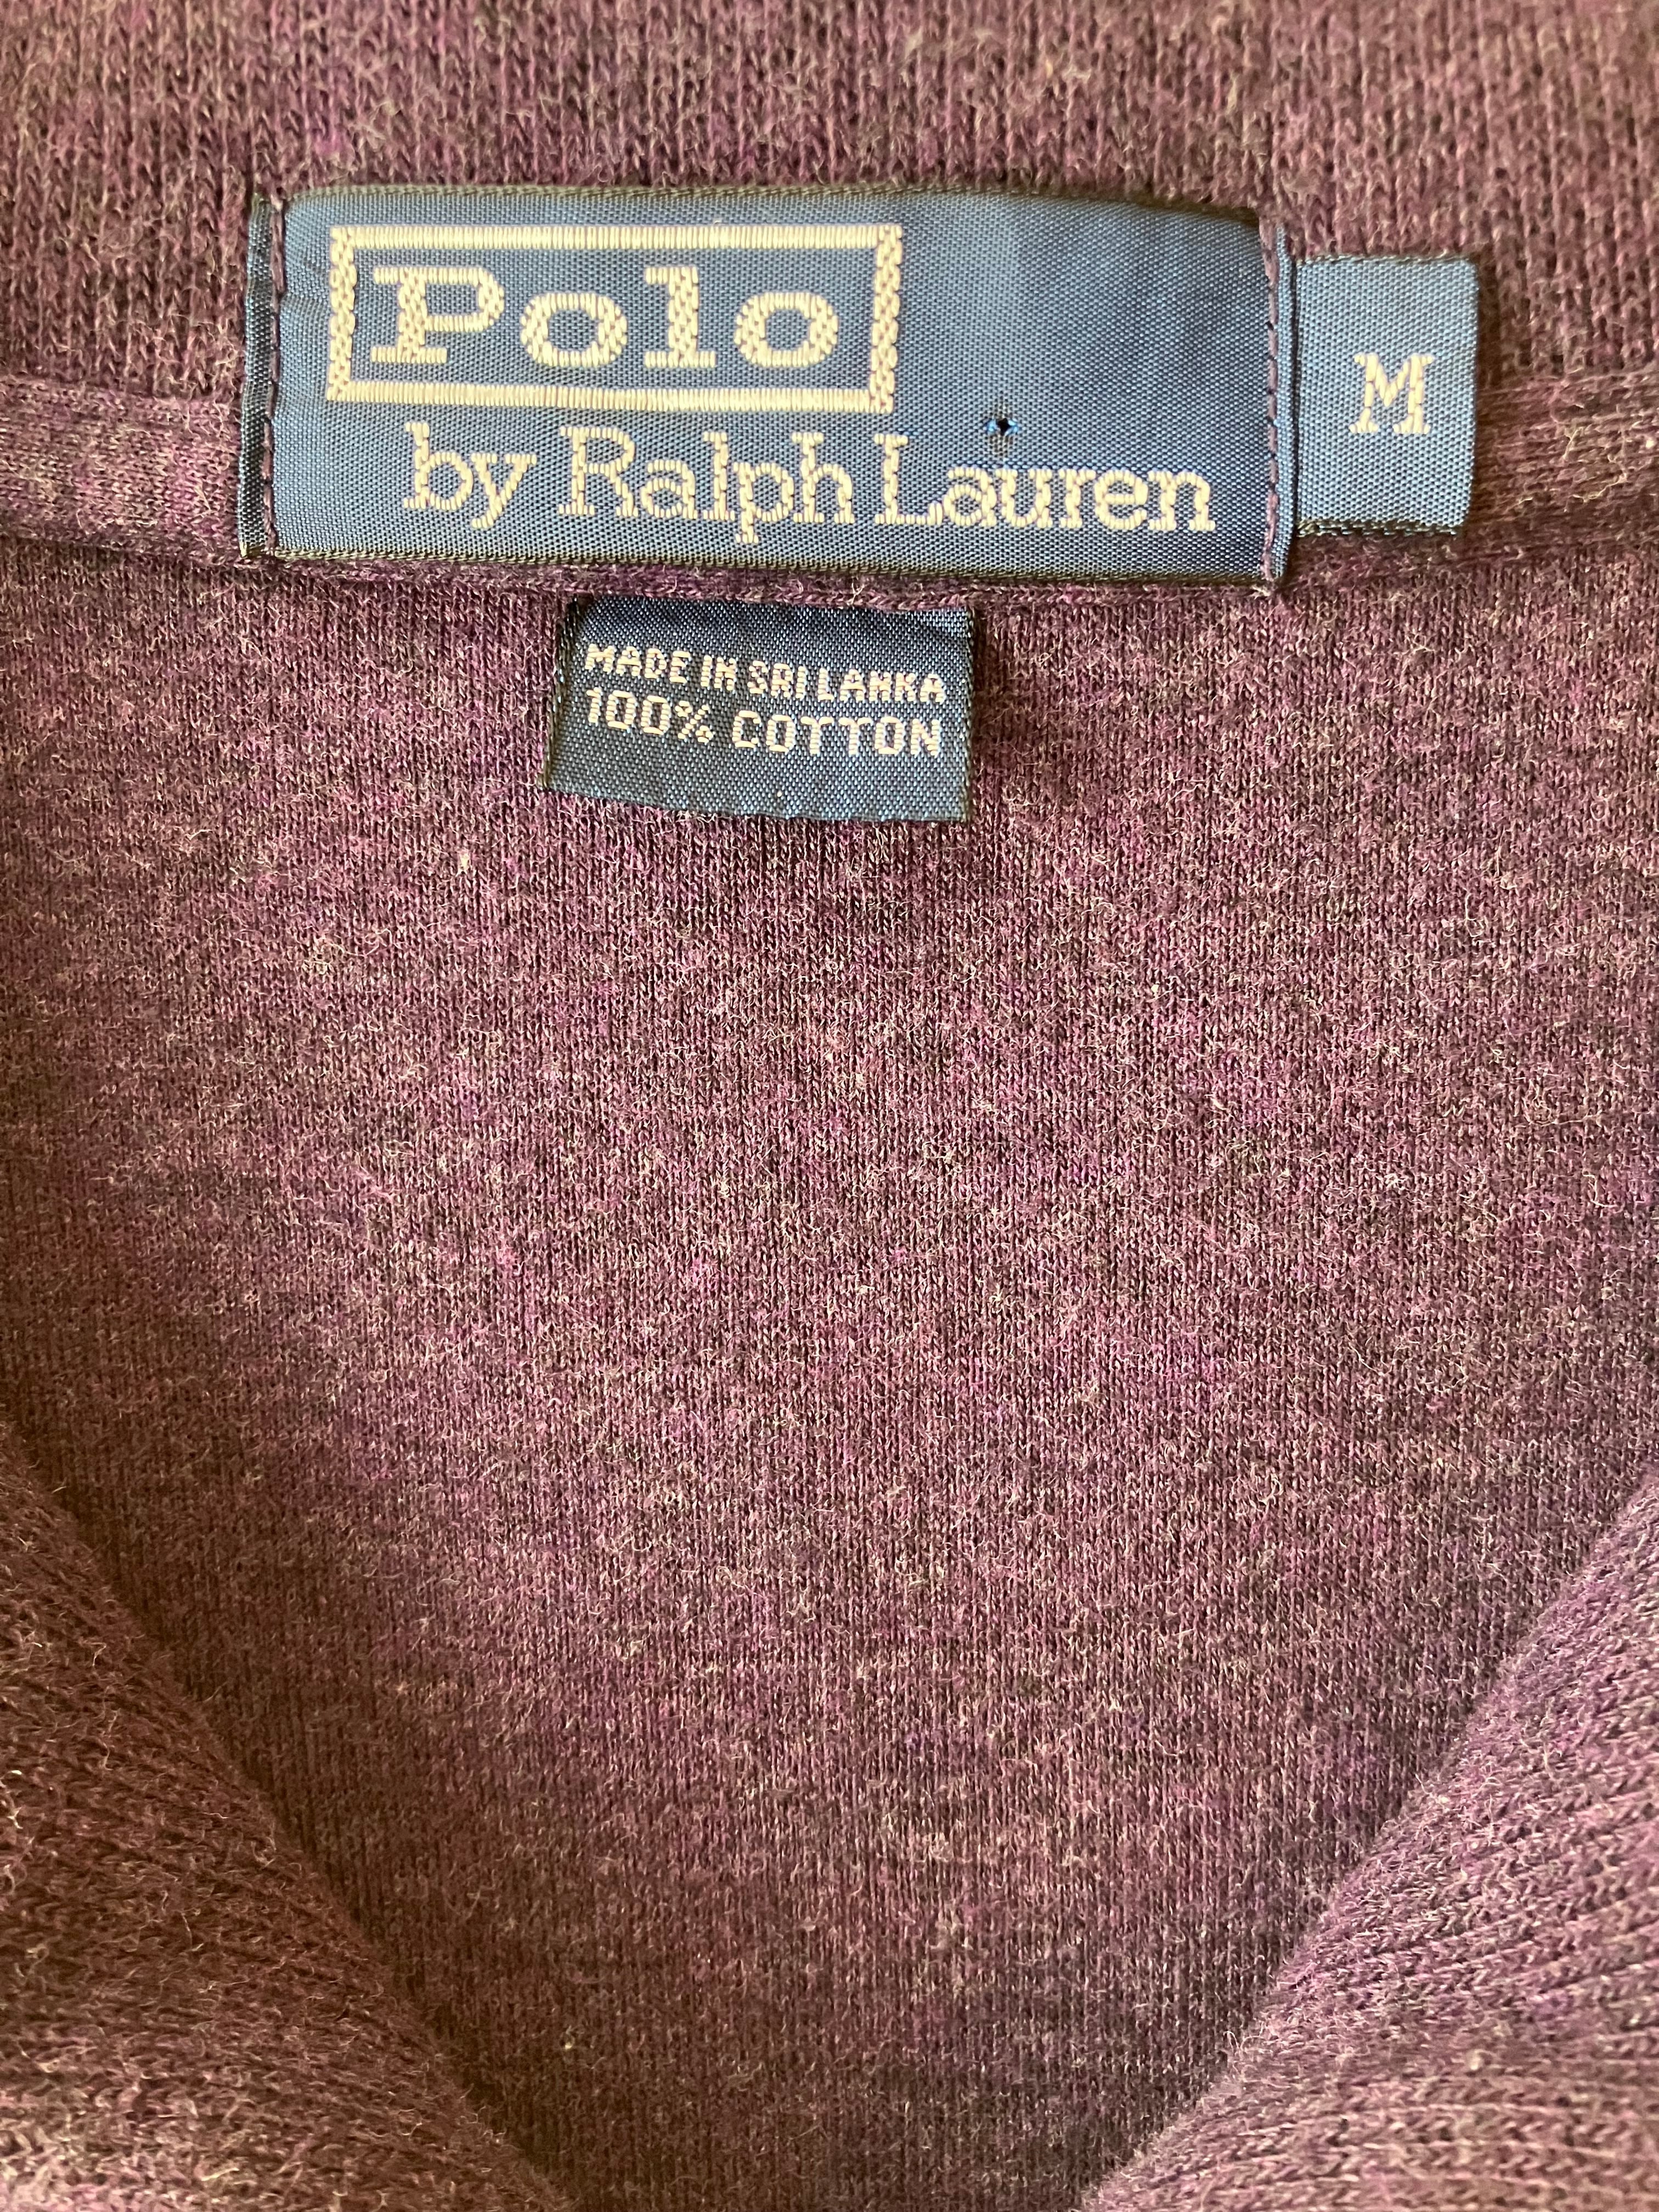 Polo
by Ralph Lauren
M
MADE IN SRI LANKA
100% COTTON